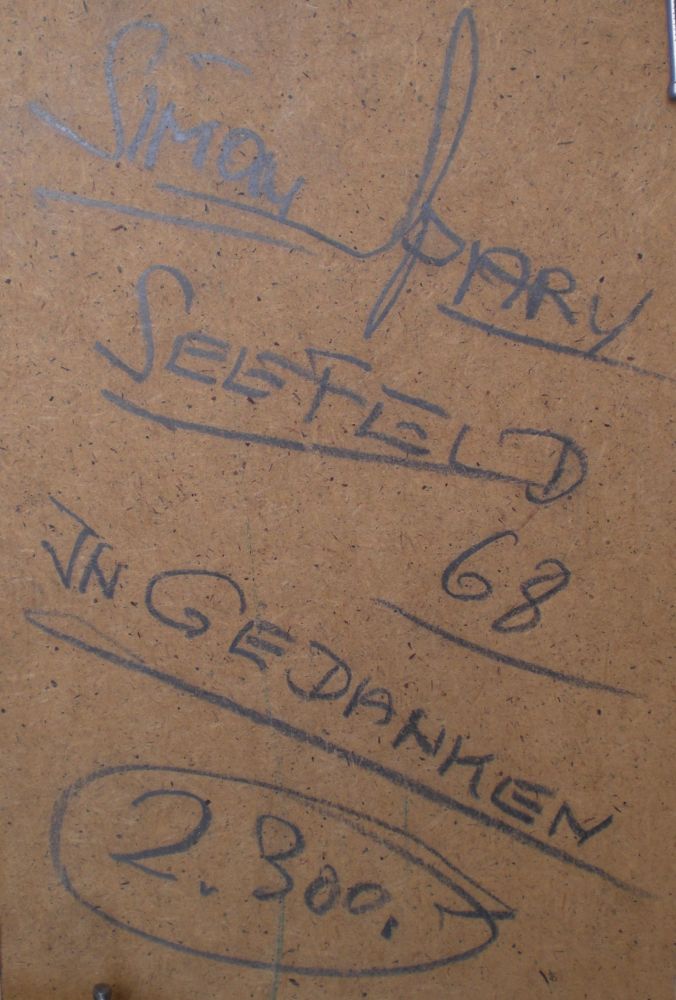 SIMON PARY
SEEFELD
68
IN GEDANKEN
2.300.-